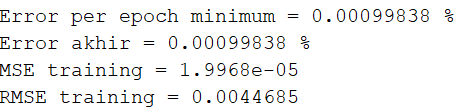 Error per epoch minimum = 0.00099838 %
Error akhir = 0.00099838 %
MSE training = 1.9968e-05
RMSE training = 0.0044685